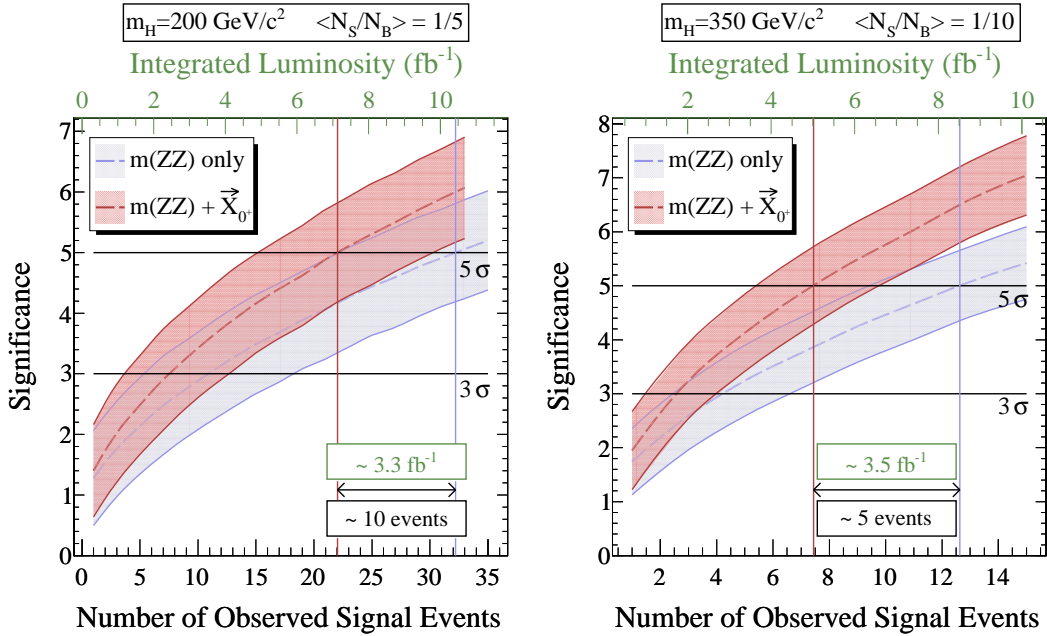 m_H=200 GeV/c² <N_S/N_B> = 1/5
Integrated Luminosity (fb⁻¹)
0 2 4 6 8 10
7
6
5
4
3
2
1
0
Significance
m(ZZ) only
m(ZZ) + X⃗_0⁺
5 σ
3 σ
~ 3.3 fb⁻¹
~ 10 events
0 5 10 15 20 25 30 35
Number of Observed Signal Events
m_H=350 GeV/c² <N_S/N_B> = 1/10
Integrated Luminosity (fb⁻¹)
2 4 6 8 10
8
7
6
5
4
3
2
1
0
Significance
m(ZZ) only
m(ZZ) + X⃗_0⁺
5 σ
3 σ
~ 3.5 fb⁻¹
~ 5 events
2 4 6 8 10 12 14
Number of Observed Signal Events